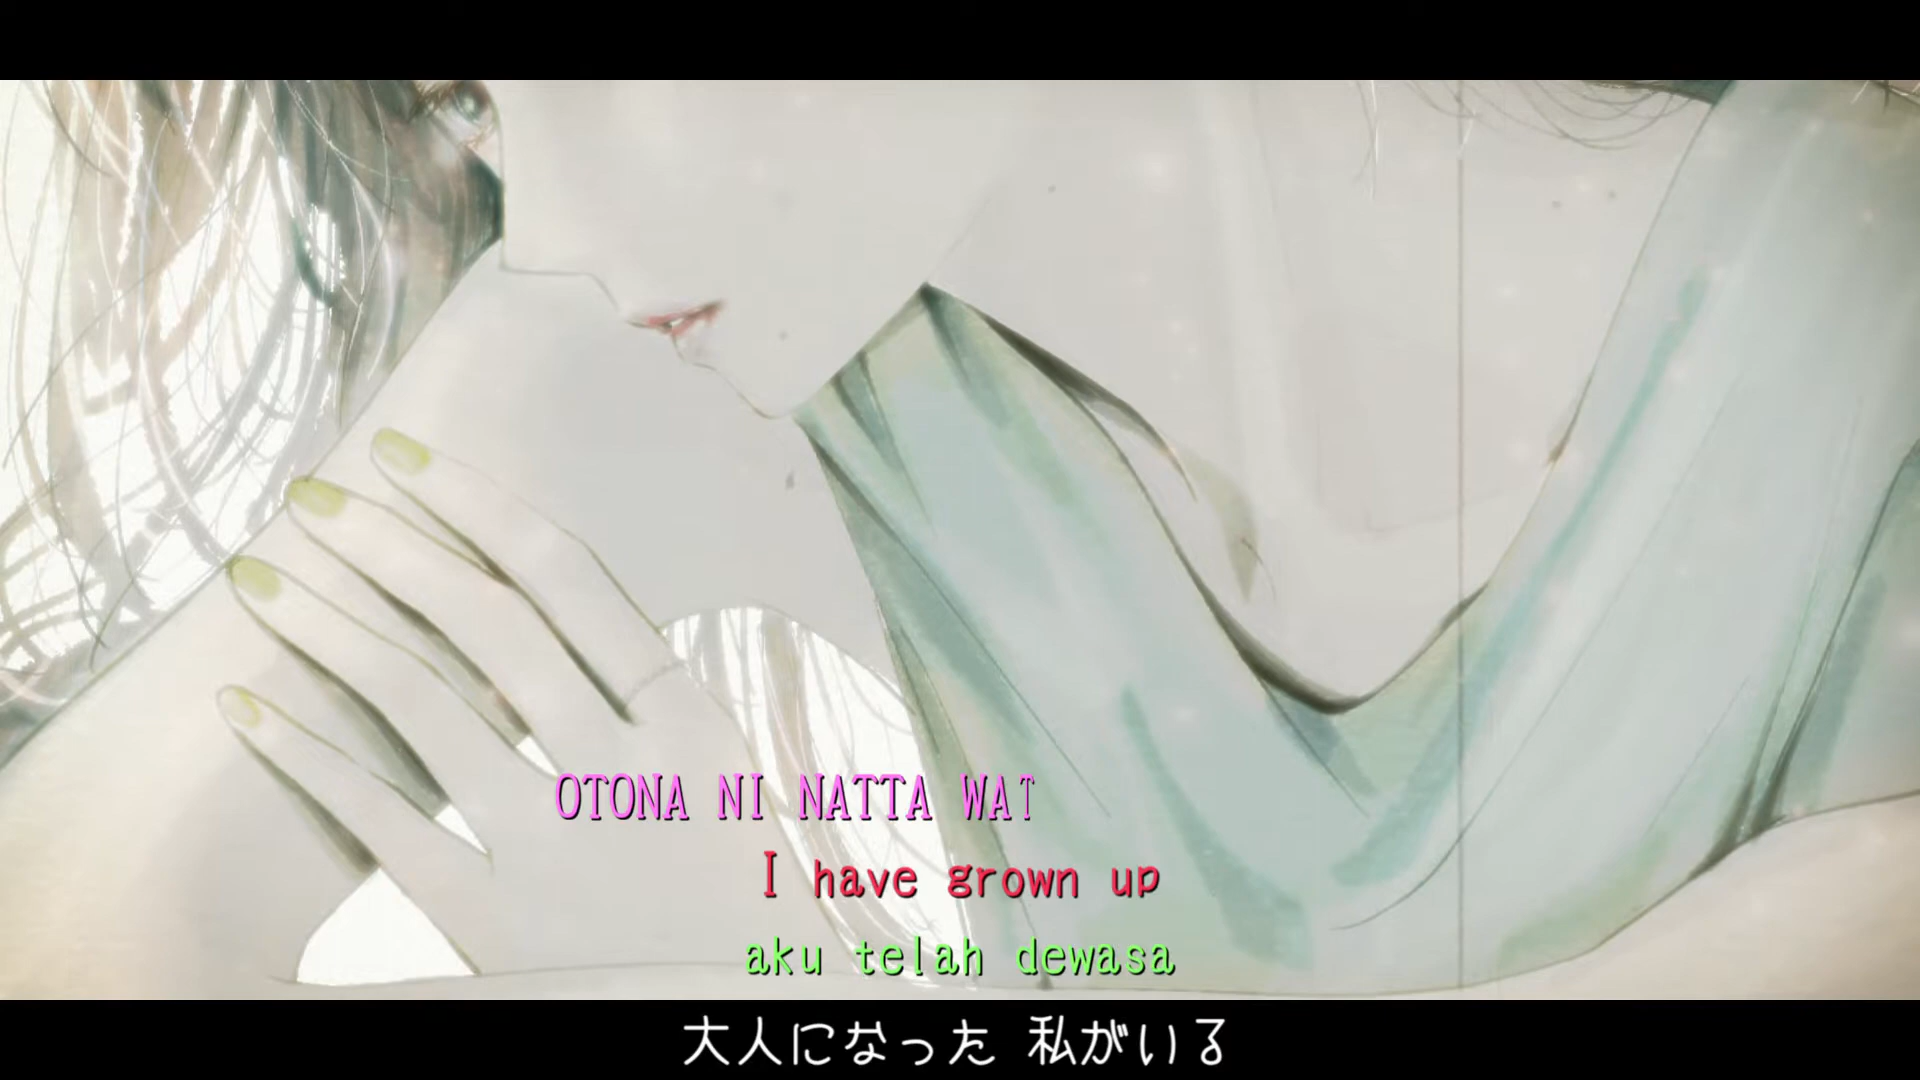 OTONA NI NATTA WAT
I have grown up
aku telah dewasa
大人になった 私がいる